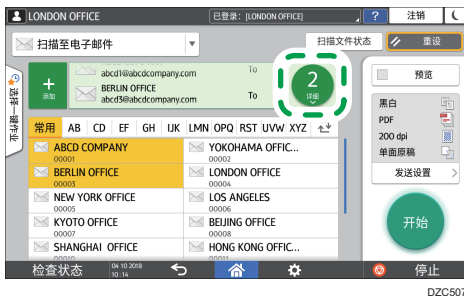 LONDON OFFICE
已登录：[LONDON OFFICE]
?
注销
扫描至电子邮件
扫描文件状态
重设
选择一键作业
+
添加
abcd1@abcdcompany.com
To
BERLIN OFFICE
abcd3@abcdcompany.com
To
2
详细
预览
黑白
PDF
200 dpi
单面原稿
发送设置
开始
常用 AB CD EF GH IJK LMN OPQ RST UVW XYZ
ABCD COMPANY
00001
YOKOHAMA OFFIC...
00002
BERLIN OFFICE
00003
LONDON OFFICE
00004
NEW YORK OFFICE
00005
LOS ANGELES
00006
KYOTO OFFICE
00007
BEIJING OFFICE
00008
SHANGHAI OFFICE
HONG KONG OFFIC...
检查状态
04 10 2018
10 : 14
停止
DZC507